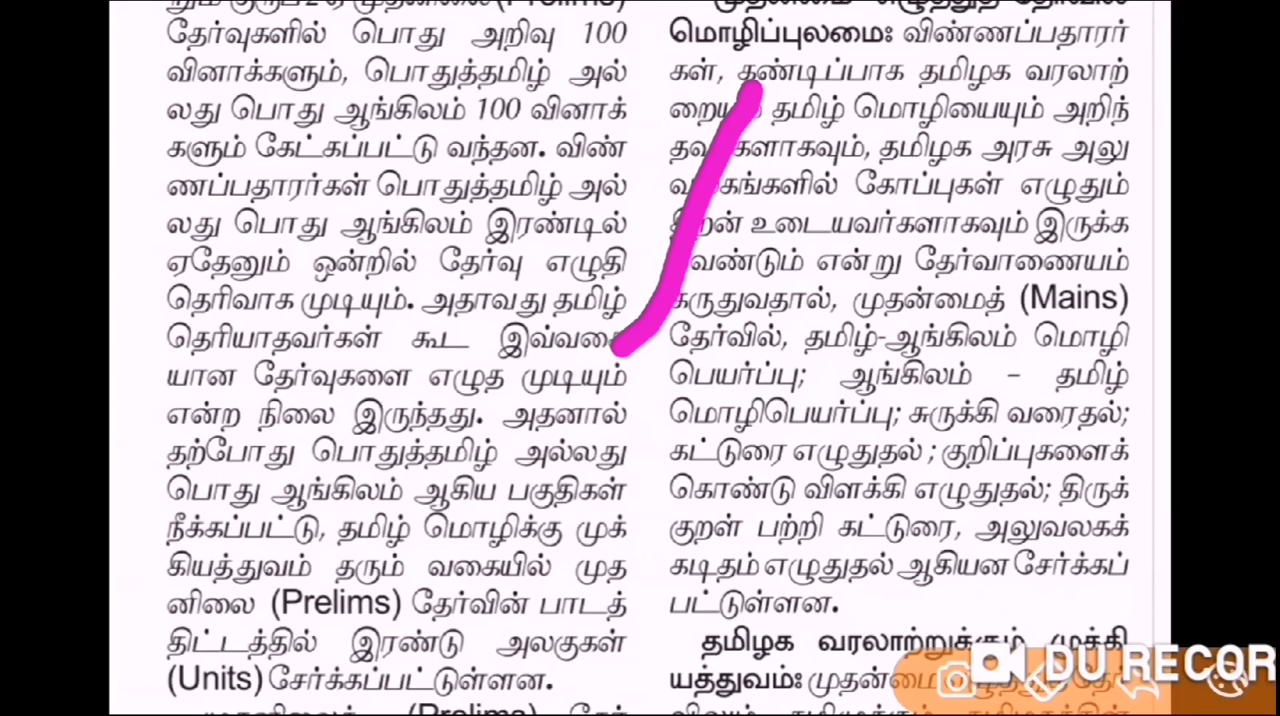 தேர்வுகளில் பொது அறிவு 100
வினாக்களும், பொதுத்தமிழ் அல்
லது பொது ஆங்கிலம் 100 வினாக்
களும் கேட்கப்பட்டு வந்தன. விண்
ணப்பதாரர்கள் பொதுத்தமிழ் அல்
லது பொது ஆங்கிலம் இரண்டில்
ஏதேனும் ஒன்றில் தேர்வு எழுதி
தெரிவாக முடியும். அதாவது தமிழ்
தெரியாதவர்கள் கூட இவ்வகை
யான தேர்வுகளை எழுத முடியும்
என்ற நிலை இருந்தது. அதனால்
தற்போது பொதுத்தமிழ் அல்லது
பொது ஆங்கிலம் ஆகிய பகுதிகள்
நீக்கப்பட்டு, தமிழ் மொழிக்கு முக்
கியத்துவம் தரும் வகையில் முத
னிலை (Prelims) தேர்வின் பாடத்
திட்டத்தில் இரண்டு அலகுகள்
(Units) சேர்க்கப்பட்டுள்ளன.
மொழிப்புலமை: விண்ணப்பதாரர்
கள், கண்டிப்பாக தமிழக வரலாற்
றையும் தமிழ் மொழியையும் அறிந்
தவர்களாகவும், தமிழக அரசு அலு
வலகங்களில் கோப்புகள் எழுதும்
திறன் உடையவர்களாகவும் இருக்க
வேண்டும் என்று தேர்வாணையம்
கருதுவதால், முதன்மைத் (Mains)
தேர்வில், தமிழ்-ஆங்கிலம் மொழி
பெயர்ப்பு; ஆங்கிலம் – தமிழ்
மொழிபெயர்ப்பு; சுருக்கி வரைதல்;
கட்டுரை எழுதுதல் ; குறிப்புகளைக்
கொண்டு விளக்கி எழுதுதல்; திருக்
குறள் பற்றி கட்டுரை, அலுவலகக்
கடிதம் எழுதுதல் ஆகியன சேர்க்கப்
பட்டுள்ளன.
தமிழக வரலாற்றுக்கும் முக்கி
யத்துவம்: முதன்மை
DU RECOR